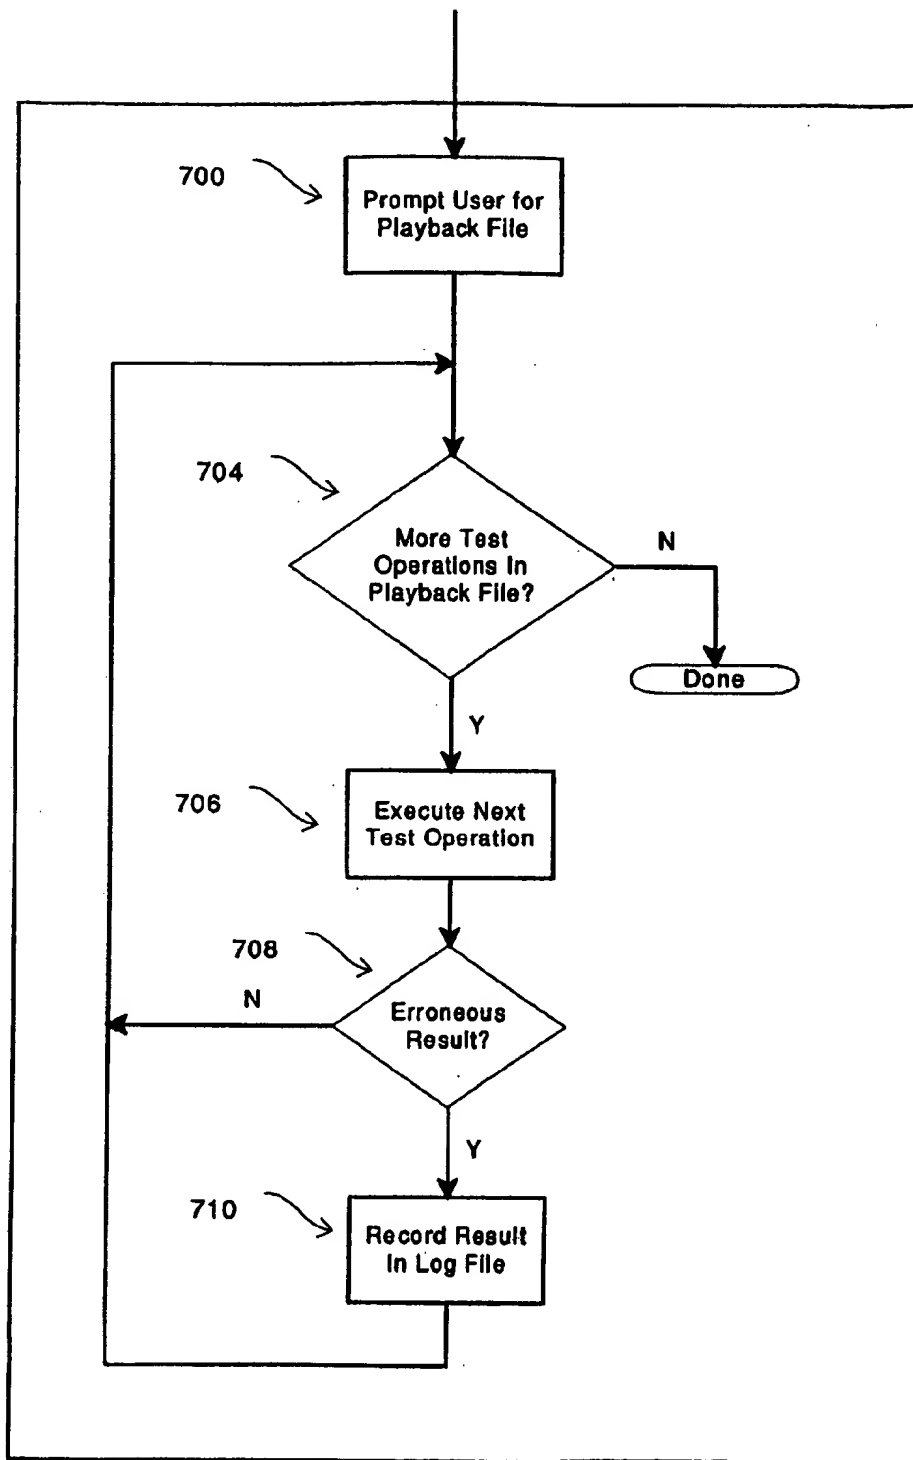 700
Prompt User for
Playback File
704
More Test
Operations In
Playback File?
N
Done
Y
706
Execute Next
Test Operation
708
N
Erroneous
Result?
Y
710
Record Result
In Log File